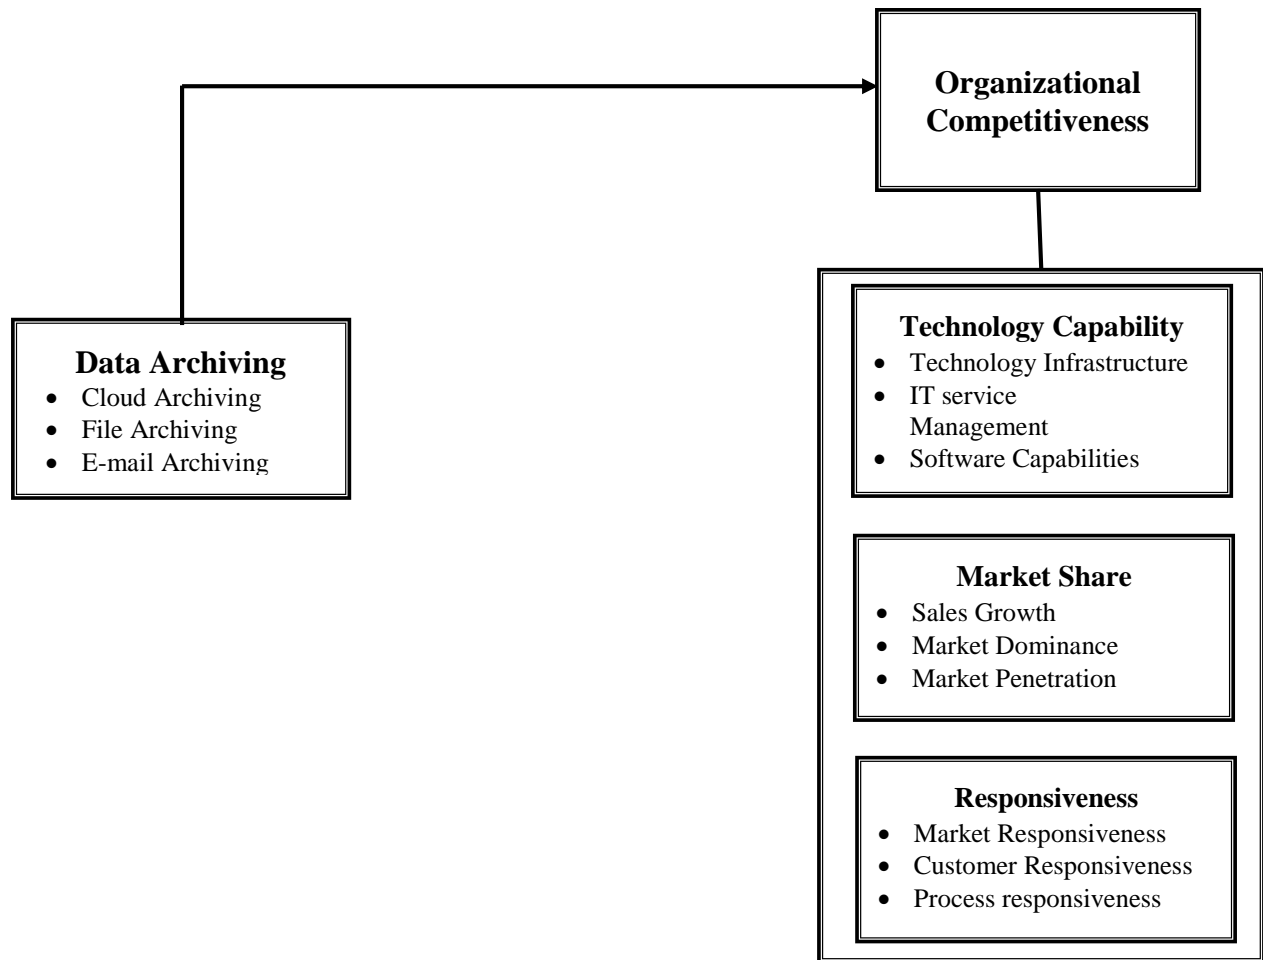 Organizational
Competitiveness
Data Archiving
• Cloud Archiving
• File Archiving
• E-mail Archiving
Technology Capability
• Technology Infrastructure
• IT service
Management
• Software Capabilities
Market Share
• Sales Growth
• Market Dominance
• Market Penetration
Responsiveness
• Market Responsiveness
• Customer Responsiveness
• Process responsiveness